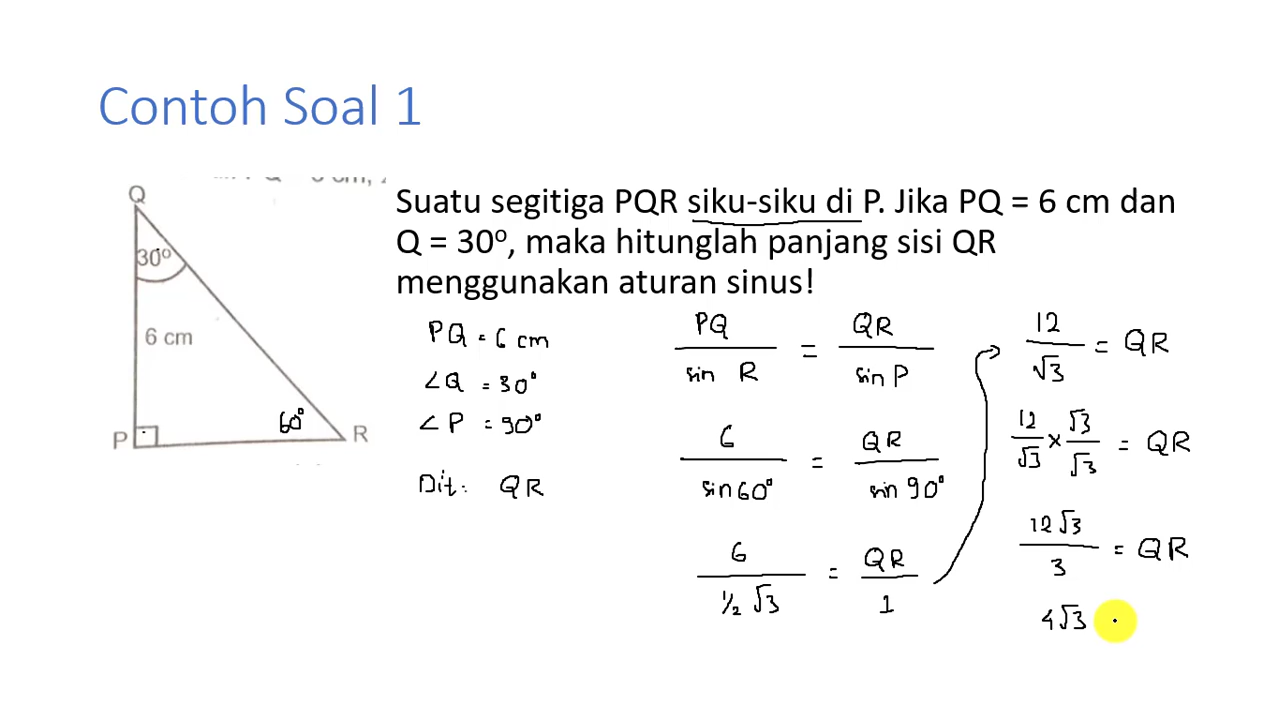 Contoh Soal 1
Suatu segitiga PQR siku-siku di P. Jika PQ = 6 cm dan
Q = 30°, maka hitunglah panjang sisi QR
menggunakan aturan sinus!
Q
30°
6 cm
P
60°
R
PQ = 6 cm
∠Q = 30°
∠P = 90°
Dit: QR
PQ / sin R = QR / sin P
6 / sin 60° = QR / sin 90°
6 / ½ √3 = QR / 1
12 / √3 = QR
12 / √3 × √3 / √3 = QR
12√3 / 3 = QR
4√3